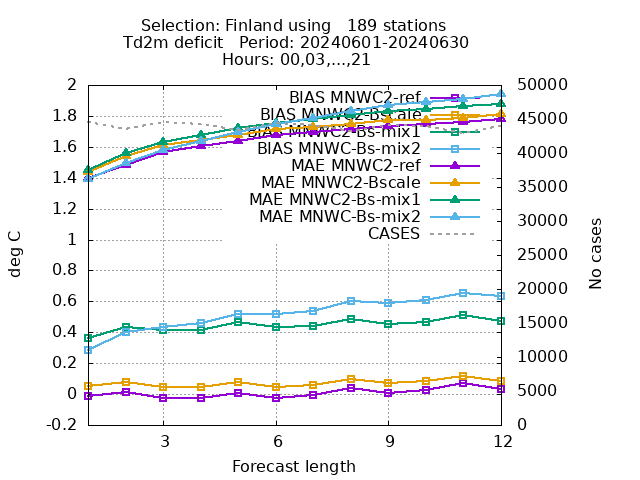 Selection: Finland using   189 stations
Td2m deficit   Period: 20240601-20240630
Hours: 00,03,...,21
2
1.8
1.6
1.4
1.2
1
0.8
0.6
0.4
0.2
0
-0.2
50000
45000
40000
35000
30000
25000
20000
15000
10000
5000
0
BIAS MNWC2-ref
BIAS MNWC2-Bscale
BIAS MNWC2-Bs-mix1
BIAS MNWC-Bs-mix2
MAE MNWC2-ref
MAE MNWC2-Bscale
MAE MNWC2-Bs-mix1
MAE MNWC-Bs-mix2
CASES
deg C
No cases
3
6
9
12
Forecast length